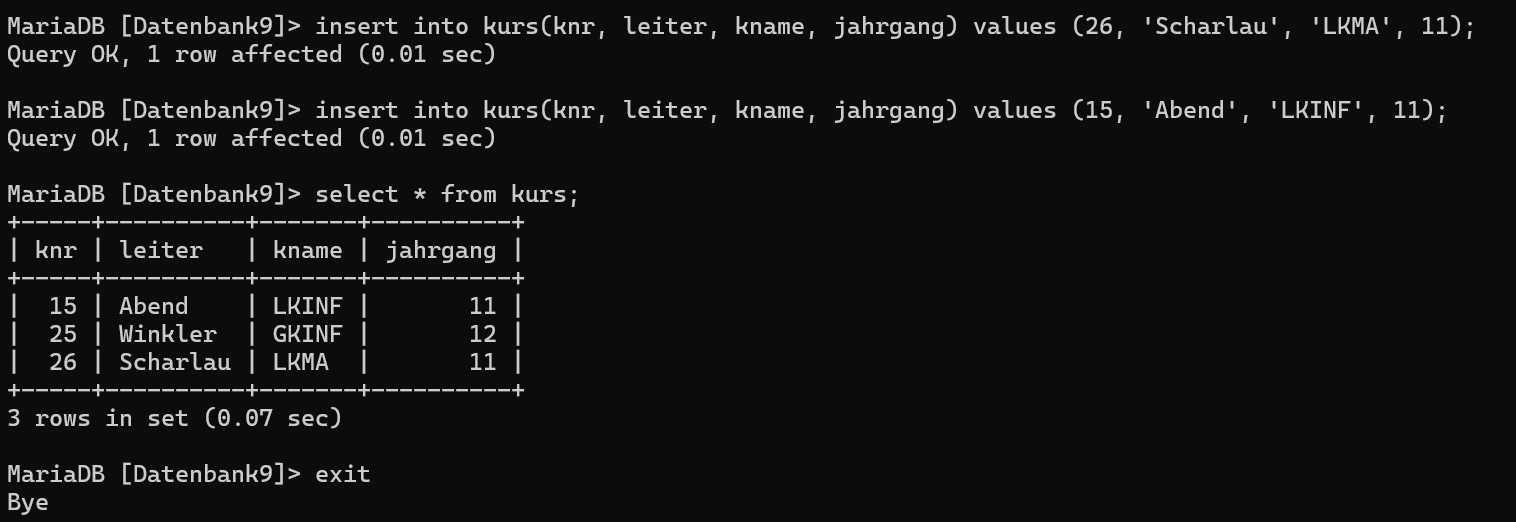 MariaDB [Datenbank9]> insert into kurs(knr, leiter, kname, jahrgang) values (26, 'Scharlau', 'LKMA', 11);
Query OK, 1 row affected (0.01 sec)
MariaDB [Datenbank9]> insert into kurs(knr, leiter, kname, jahrgang) values (15, 'Abend', 'LKINF', 11);
Query OK, 1 row affected (0.01 sec)
MariaDB [Datenbank9]> select * from kurs;
+-----+----------+-------+----------+
| knr | leiter   | kname | jahrgang |
+-----+----------+-------+----------+
|  15 | Abend    | LKINF |       11 |
|  25 | Winkler  | GKINF |       12 |
|  26 | Scharlau | LKMA  |       11 |
+-----+----------+-------+----------+
3 rows in set (0.07 sec)
MariaDB [Datenbank9]> exit
Bye